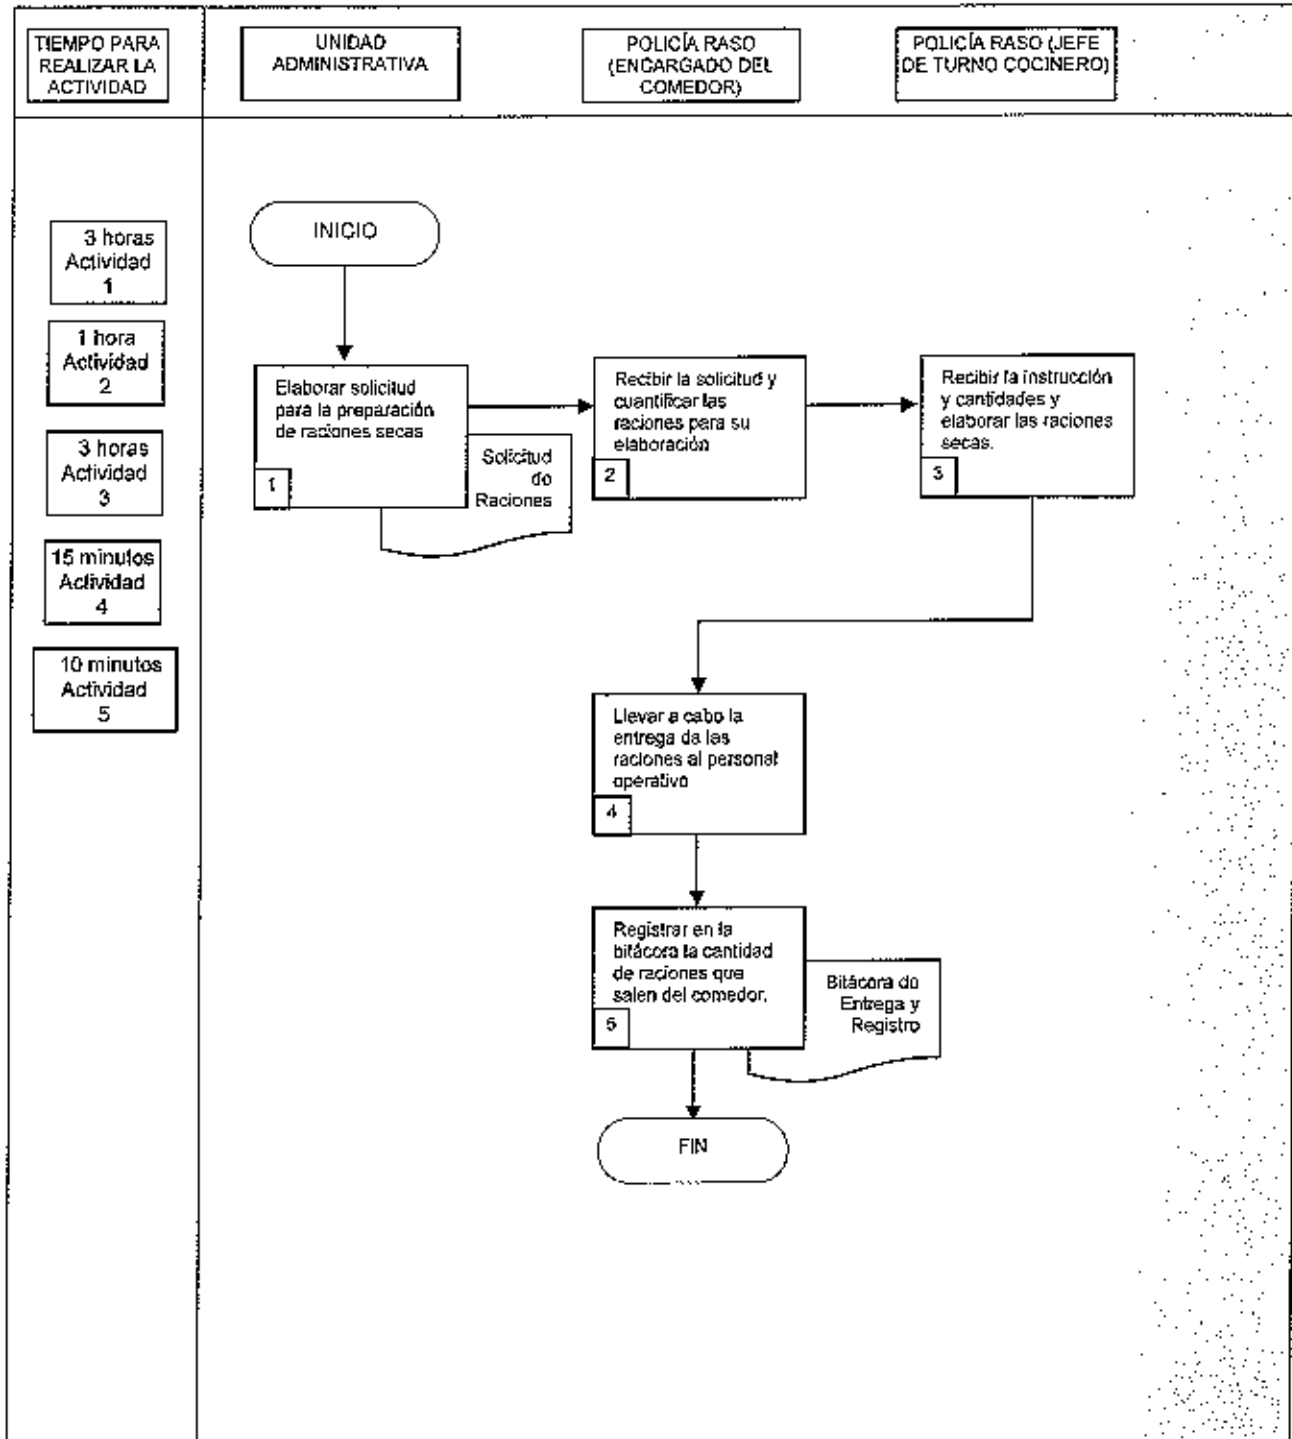 TIEMPO PARA
REALIZAR LA
ACTIVIDAD
UNIDAD
ADMINISTRATIVA
POLICÍA RASO
(ENCARGADO DEL
COMEDOR)
POLICÍA RASO (JEFE
DE TURNO COCINERO)
3 horas
Actividad
1
1 hora
Actividad
2
3 horas
Actividad
3
15 minutos
Actividad
4
10 minutos
Actividad
5
INICIO
Elaborar solicitud
para la preparación
de raciones secas
1
Solicitud
de
Raciones
Recibir la solicitud y
cuantificar las
raciones para su
elaboración
2
Recibir la instrucción
y cantidades y
elaborar las raciones
secas.
3
Llevar a cabo la
entrega de las
raciones al personal
operativo
4
Registrar en la
bitácora la cantidad
de raciones que
salen del comedor.
5
Bitácora de
Entrega y
Registro
FIN